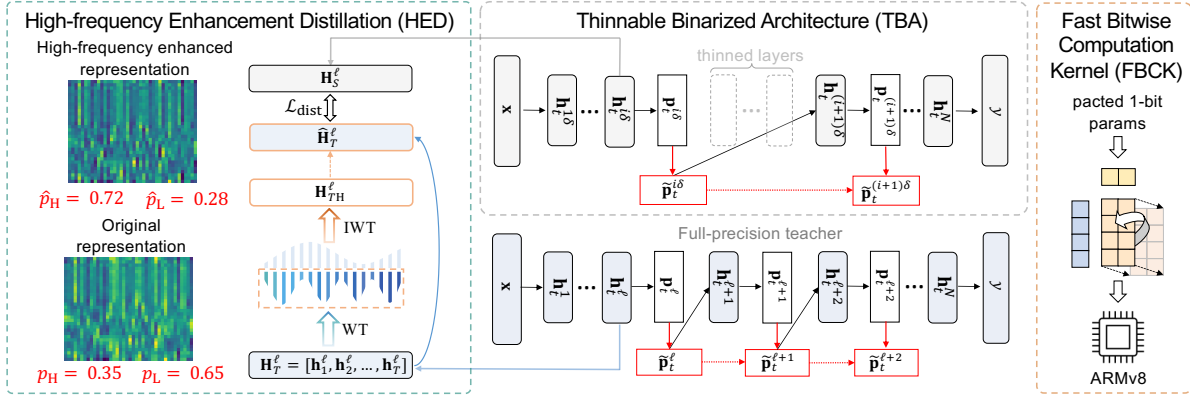 High-frequency Enhancement Distillation (HED)
High-frequency enhanced
representation
p̂_H = 0.72 p̂_L = 0.28
Original
representation
p_H = 0.35 p_L = 0.65
H_S^ℓ
ℒ_dist
Ĥ_T^ℓ
H_TH^ℓ
IWT
WT
H_T^ℓ = [h_1^ℓ, h_2^ℓ, ..., h_T^ℓ]
Thinnable Binarized Architecture (TBA)
thinned layers
x
h_t^{1δ}
...
h_t^{iδ}
p_t^{iδ}
... ...
h_t^{(i+1)δ}
p_t^{(i+1)δ}
...
h_t^N
y
p̃_t^{iδ}
p̃_t^{(i+1)δ}
Full-precision teacher
x
h_t^1
...
h_t^ℓ
p_t^ℓ
h_t^{ℓ+1}
p_t^{ℓ+1}
h_t^{ℓ+2}
p_t^{ℓ+2}
...
h_t^N
y
p̃_t^ℓ
p̃_t^{ℓ+1}
p̃_t^{ℓ+2}
Fast Bitwise
Computation
Kernel (FBCK)
pacted 1-bit
params
ARMv8